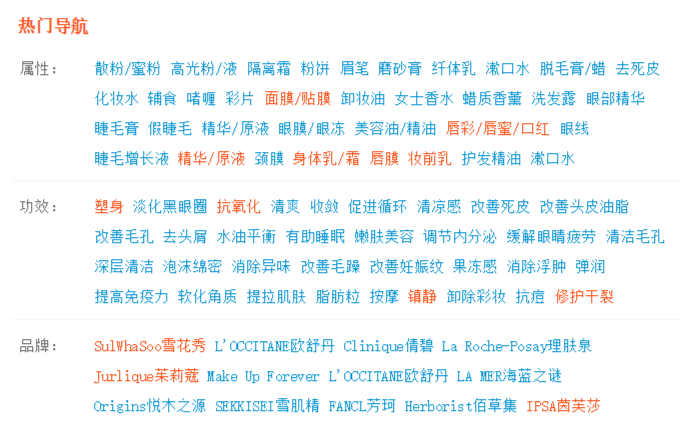 热门导航
属性： 散粉/蜜粉 高光粉/液 隔离霜 粉饼 眉笔 磨砂膏 纤体乳 漱口水 脱毛膏/蜡 去死皮
化妆水 辅食 啫喱 彩片 面膜/贴膜 卸妆油 女士香水 蜡质香薰 洗发露 眼部精华
睫毛膏 假睫毛 精华/原液 眼膜/眼冻 美容油/精油 唇彩/唇蜜/口红 眼线
睫毛增长液 精华/原液 颈膜 身体乳/霜 唇膜 妆前乳 护发精油 漱口水
功效： 塑身 淡化黑眼圈 抗氧化 清爽 收敛 促进循环 清凉感 改善死皮 改善头皮油脂
改善毛孔 去头屑 水油平衡 有助睡眠 嫩肤美容 调节内分泌 缓解眼睛疲劳 清洁毛孔
深层清洁 泡沫绵密 消除异味 改善毛躁 改善妊娠纹 果冻感 消除浮肿 弹润
提高免疫力 软化角质 提拉肌肤 脂肪粒 按摩 镇静 卸除彩妆 抗痘 修护干裂
品牌： SulWhaSoo雪花秀 L'OCCITANE欧舒丹 Clinique倩碧 La Roche-Posay理肤泉
Jurlique茱莉蔻 Make Up Forever L'OCCITANE欧舒丹 LA MER海蓝之谜
Origins悦木之源 SEKKISEI雪肌精 FANCL芳珂 Herborist佰草集 IPSA茵芙莎